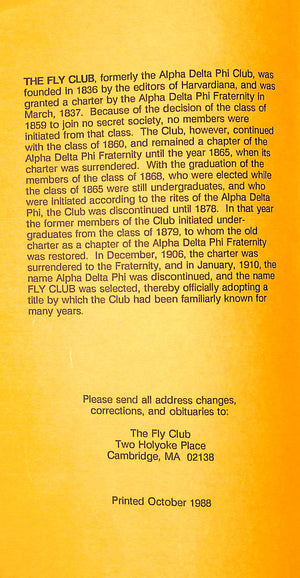 THE FLY CLUB, formerly the Alpha Delta Phi Club, was
founded in 1836 by the editors of Harvardiana, and was
granted a charter by the Alpha Delta Phi Fraternity in
March, 1837. Because of the decision of the class of
1859 to join no secret society, no members were
initiated from that class. The Club, however, continued
with the class of 1860, and remained a chapter of the
Alpha Delta Phi Fraternity until the year 1865, when its
charter was surrendered. With the graduation of the
members of the class of 1868, who were elected while
the class of 1865 were still undergraduates, and who
were initiated according to the rites of the Alpha Delta
Phi, the Club was discontinued until 1878. In that year
the former members of the Club initiated under-
graduates from the class of 1879, to whom the old
charter as a chapter of the Alpha Delta Phi Fraternity
was restored. In December, 1906, the charter was
surrendered to the Fraternity, and in January, 1910, the
name Alpha Delta Phi was discontinued, and the name
FLY CLUB was selected, thereby officially adopting a
title by which the Club had been familiarly known for
many years.
Please send all address changes,
corrections, and obituaries to:
The Fly Club
Two Holyoke Place
Cambridge, MA 02138
Printed October 1988